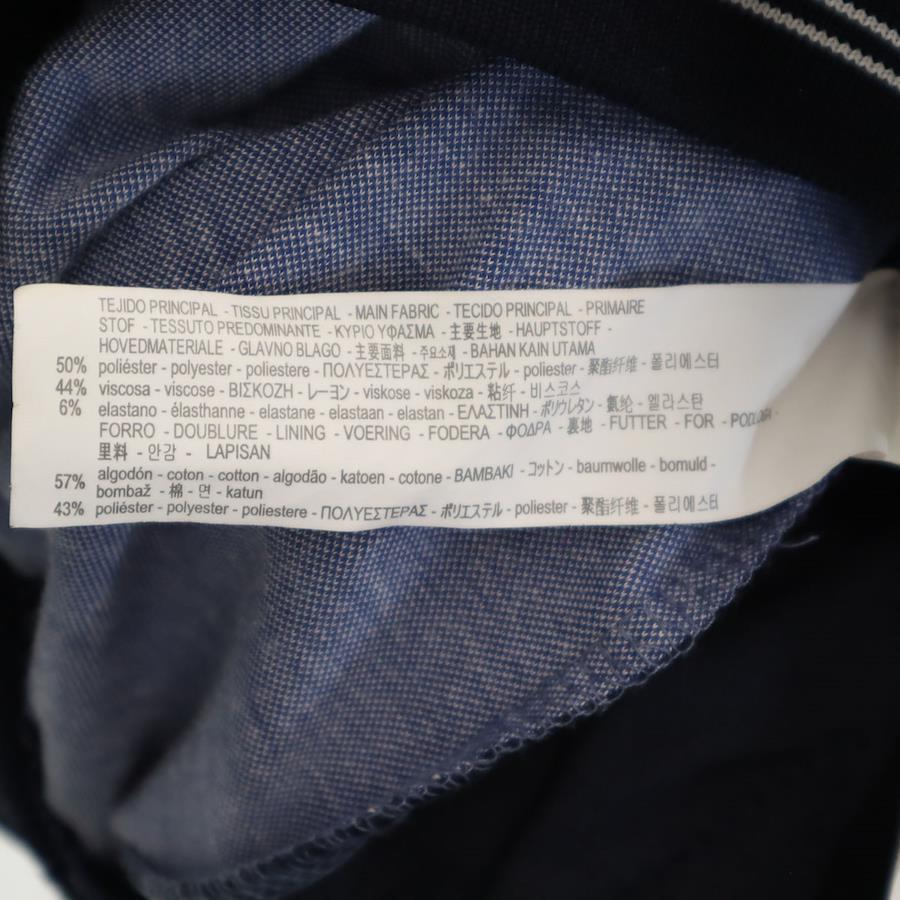 TEJIDO PRINCIPAL - TISSU PRINCIPAL - MAIN FABRIC - TECIDO PRINCIPAL - PRIMAIRE
STOF - TESSUTO PREDOMINANTE - ΚΥΡΙΟ ΥΦΑΣΜΑ - 主要生地 - HAUPTSTOFF -
HOVEDMATERIALE - GLAVNO BLAGO - 主要面料 - 주요소재 - BAHAN KAIN UTAMA
50% poliéster - polyester - poliestere - ΠΟΛΥΕΣΤΕΡΑΣ - ポリエステル - poliester - 聚酯纤维 - 폴리에스터
44% viscosa - viscose - ΒΙΣΚΟΖΗ - レーヨン - viskose - viskoza - 粘纤 - 비스코스
6% elastano - élasthanne - elastane - elastaan - elastan - ΕΛΑΣΤΙΝΗ - ポリウレタン - 氨纶 - 엘라스탄
FORRO - DOUBLURE - LINING - VOERING - FODERA - ΦΟΔΡΑ - 裏地 - FUTTER - FOR - PODLOGA -
里料 - 안감 - LAPISAN
57% algodón - coton - cotton - algodão - katoen - cotone - BAMBAKI - コットン - baumwolle - bomuld -
bombaž - 棉 - 면 - katun
43% poliéster - polyester - poliestere - ΠΟΛΥΕΣΤΕΡΑΣ - ポリエステル - poliester - 聚酯纤维 - 폴리에스터